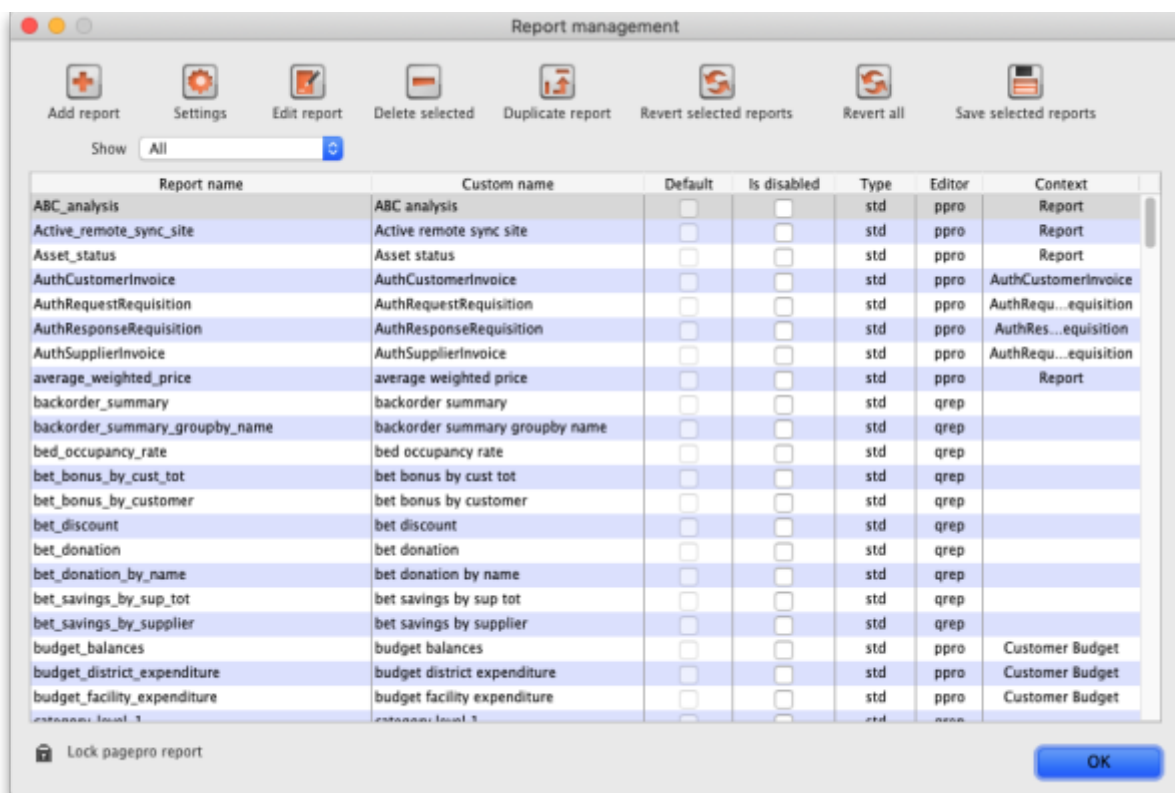 Report management
Add report Settings Edit report Delete selected Duplicate report Revert selected reports Revert all Save selected reports
Show All
Report name Custom name Default Is disabled Type Editor Context
ABC_analysis ABC analysis std ppro Report
Active_remote_sync_site Active remote sync site std ppro Report
Asset_status Asset status std ppro Report
AuthCustomerInvoice AuthCustomerInvoice std ppro AuthCustomerInvoice
AuthRequestRequisition AuthRequestRequisition std ppro AuthRequ...equisition
AuthResponseRequisition AuthResponseRequisition std ppro AuthRes...equisition
AuthSupplierInvoice AuthSupplierInvoice std ppro AuthRequ...equisition
average_weighted_price average weighted price std ppro Report
backorder_summary backorder summary std qrep
backorder_summary_groupby_name backorder summary groupby name std qrep
bed_occupancy_rate bed occupancy rate std qrep
bet_bonus_by_cust_tot bet bonus by cust tot std qrep
bet_bonus_by_customer bet bonus by customer std qrep
bet_discount bet discount std qrep
bet_donation bet donation std qrep
bet_donation_by_name bet donation by name std qrep
bet_savings_by_sup_tot bet savings by sup tot std qrep
bet_savings_by_supplier bet savings by supplier std qrep
budget_balances budget balances std ppro Customer Budget
budget_district_expenditure budget district expenditure std ppro Customer Budget
budget_facility_expenditure budget facility expenditure std ppro Customer Budget
category_level_1 category level 1 std qrep
Lock pagepro report
OK